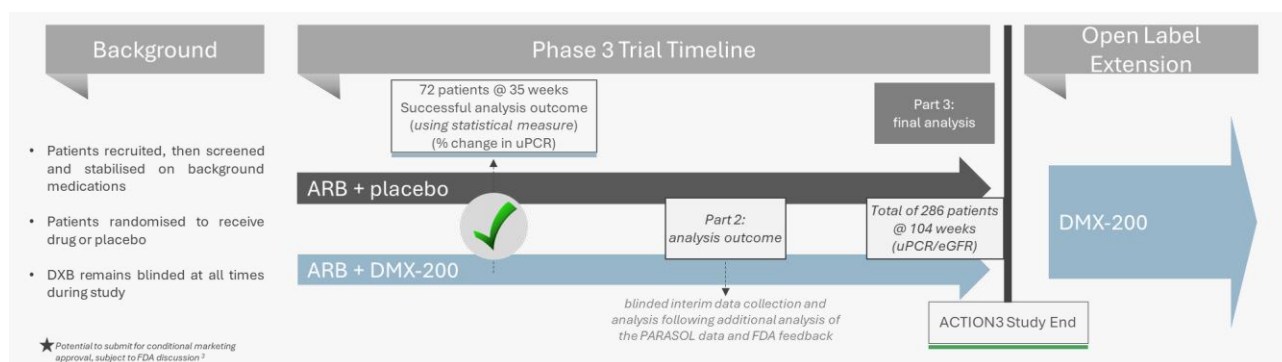 Background
Phase 3 Trial Timeline
Open Label
Extension
72 patients @ 35 weeks
Successful analysis outcome
(using statistical measure)
(% change in uPCR)
Part 3:
final analysis
• Patients recruited, then screened
and stabilised on background
medications
• Patients randomised to receive
drug or placebo
• DXB remains blinded at all times
during study
ARB + placebo
Part 2:
analysis outcome
Total of 286 patients
@ 104 weeks
(uPCR/eGFR)
DMX-200
ARB + DMX-200
blinded interim data collection and
analysis following additional analysis of
the PARASOL data and FDA feedback
ACTION3 Study End
★ Potential to submit for conditional marketing
approval, subject to FDA discussion ³